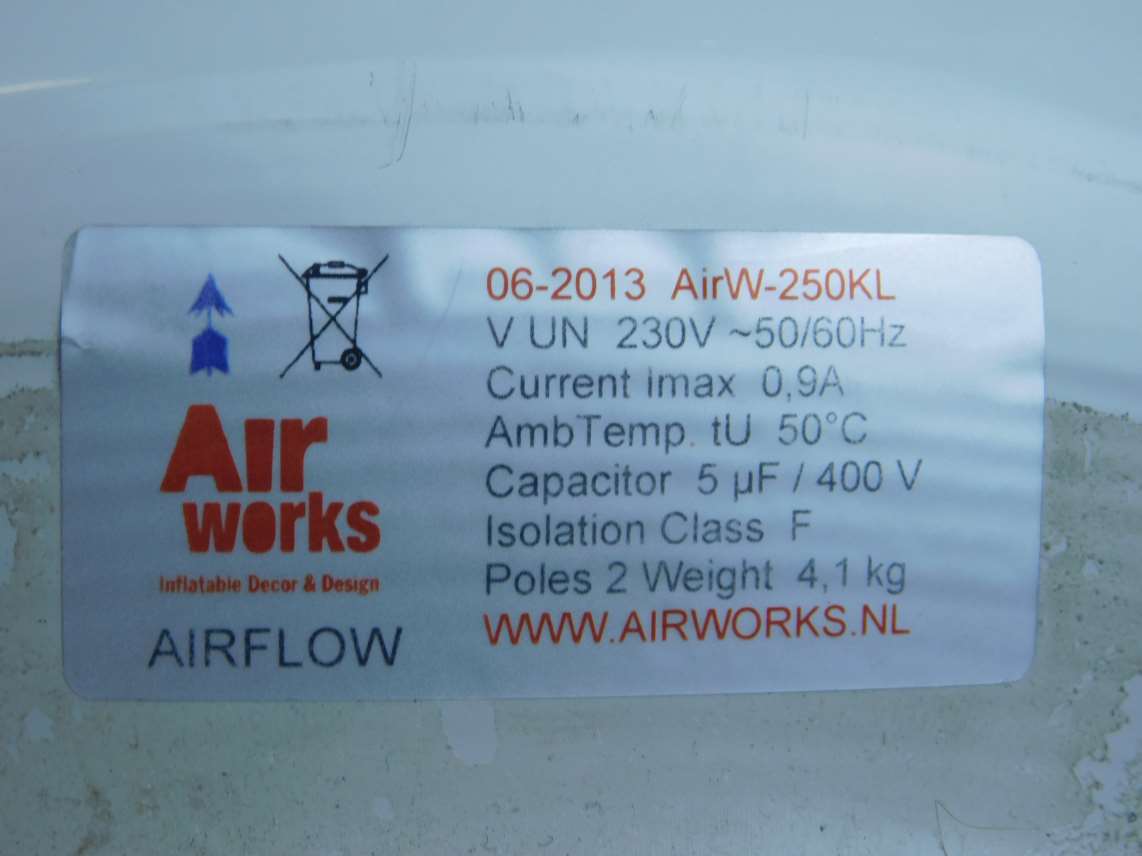 Air
works
Inflatable Decor & Design
AIRFLOW
06-2013 AirW-250KL
V UN 230V ~50/60Hz
Current imax 0,9A
AmbTemp. tU 50°C
Capacitor 5 µF / 400 V
Isolation Class F
Poles 2 Weight 4,1 kg
WWW.AIRWORKS.NL